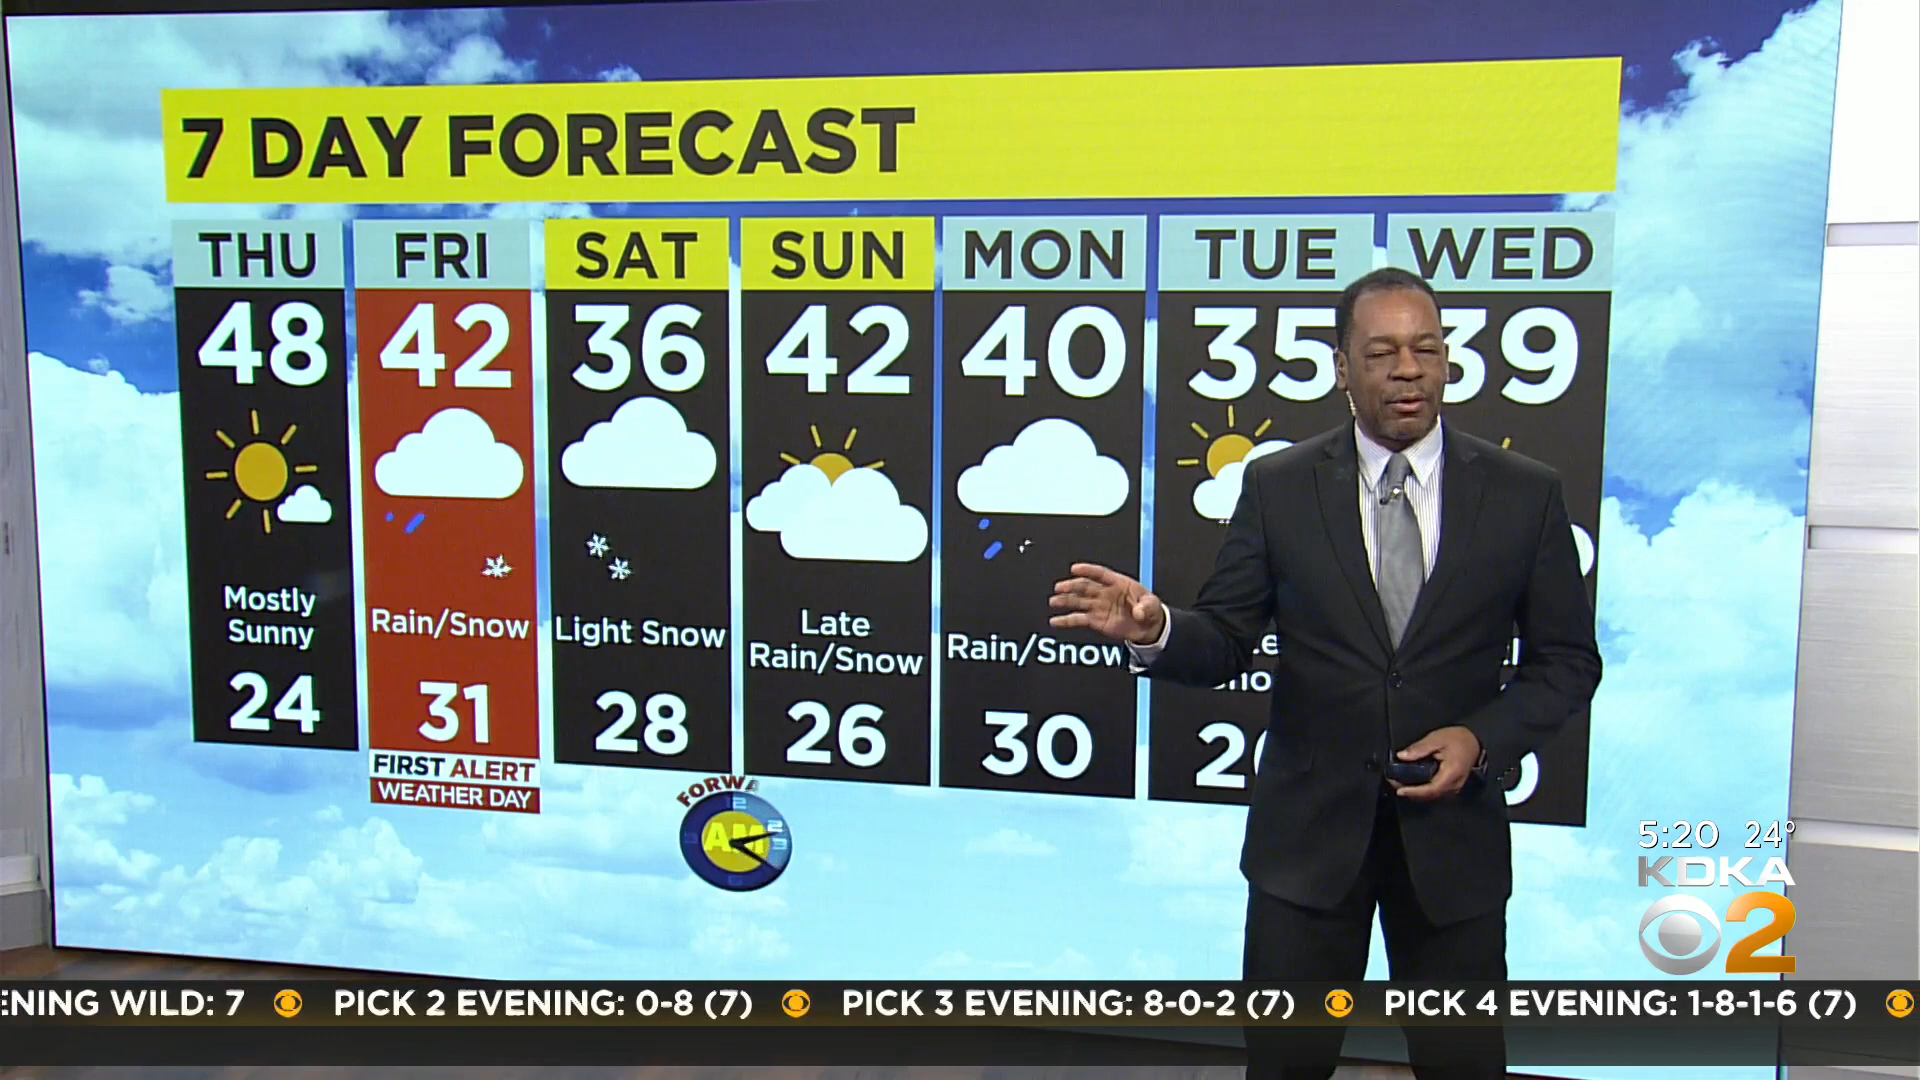 7 DAY FORECAST
THU FRI SAT SUN MON TUE WED
48 42 36 42 40 35 39
Mostly
Sunny
Rain/Snow
Light Snow
Late
Rain/Snow
Rain/Snow
24 31 28 26 30
FIRST ALERT
WEATHER DAY
AM
5:20 24°
KDKA
2
PICK 2 EVENING: 0-8 (7) PICK 3 EVENING: 8-0-2 (7) PICK 4 EVENING: 1-8-1-6 (7)
WILD: 7